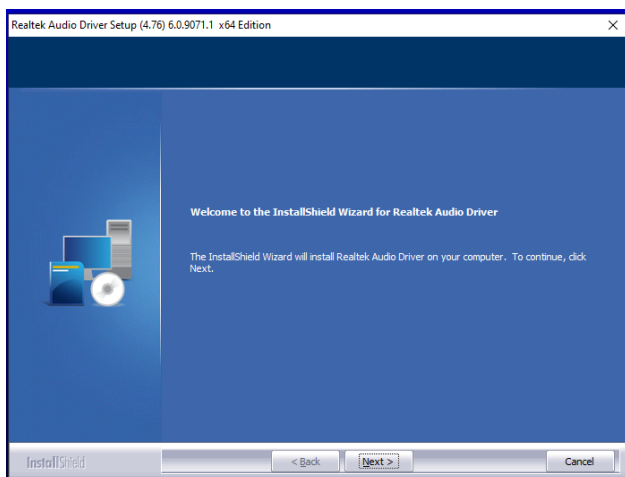 Realtek Audio Driver Setup (4.76) 6.0.9071.1 x64 Edition
Welcome to the InstallShield Wizard for Realtek Audio Driver
The InstallShield Wizard will install Realtek Audio Driver on your computer. To continue, click
Next.
InstallShield
< Back
Next >
Cancel